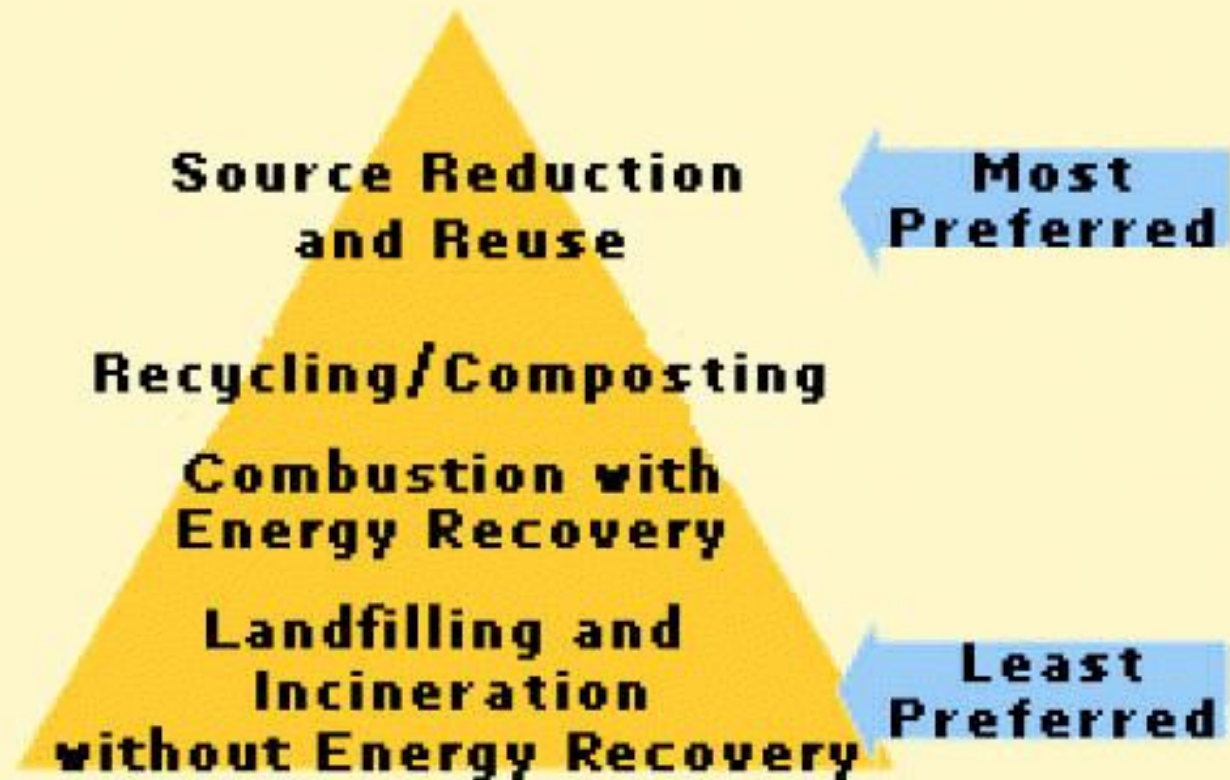 Source Reduction
and Reuse
Most
Preferred
Recycling/Composting
Combustion with
Energy Recovery
Landfilling and
Incineration
without Energy Recovery
Least
Preferred